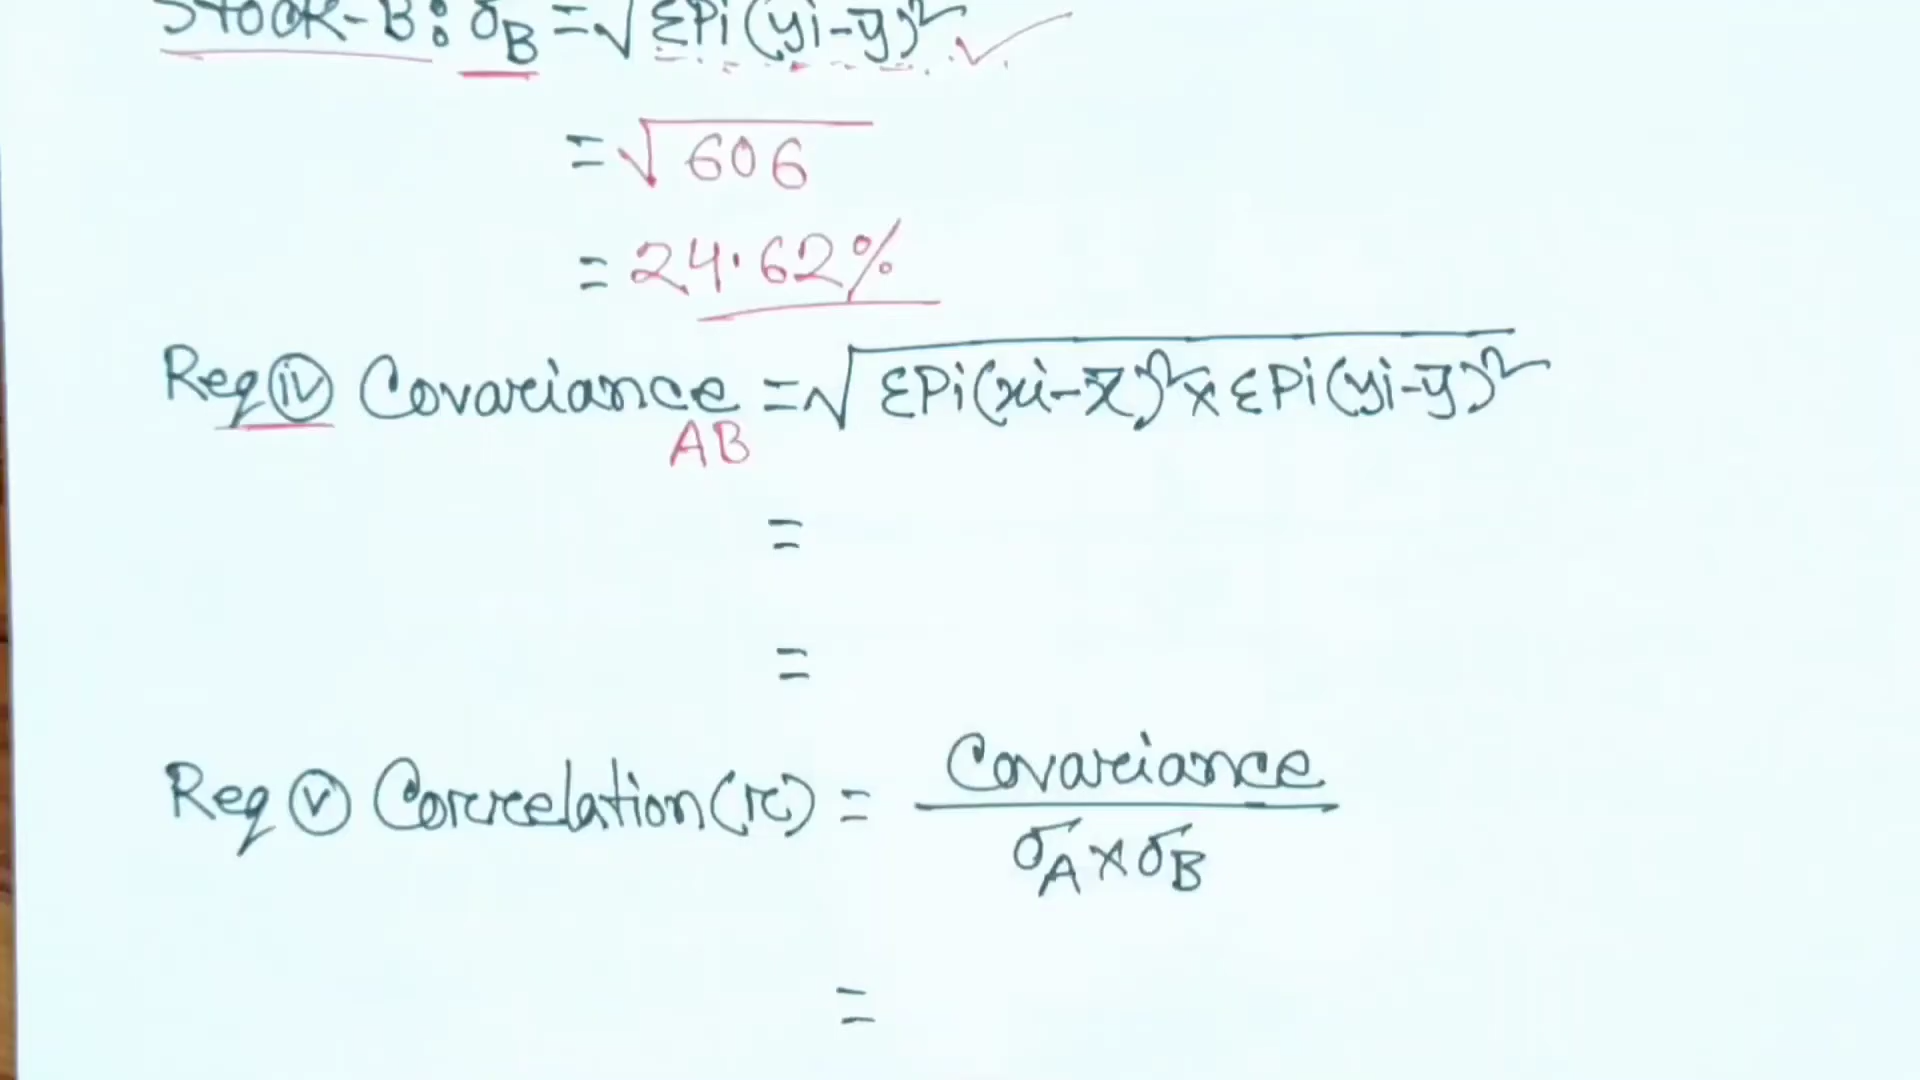 Stock-B: σB = √ΣPi(yi-ȳ)² ✓
= √606
= 24.62%
Req (iv) Covariance AB = √ΣPi(xi-x̄)² × ΣPi(yi-ȳ)²
=
=
Req (v) Correlation(r) = Covariance / σA × σB
=